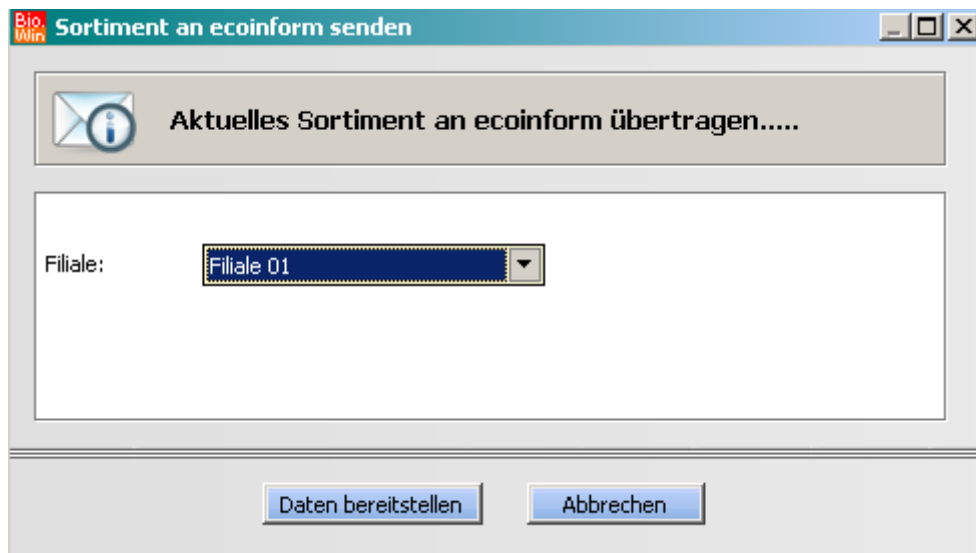 Bio.
Win
Sortiment an ecoinform senden
Aktuelles Sortiment an ecoinform übertragen.....
Filiale:
Filiale 01
Daten bereitstellen
Abbrechen